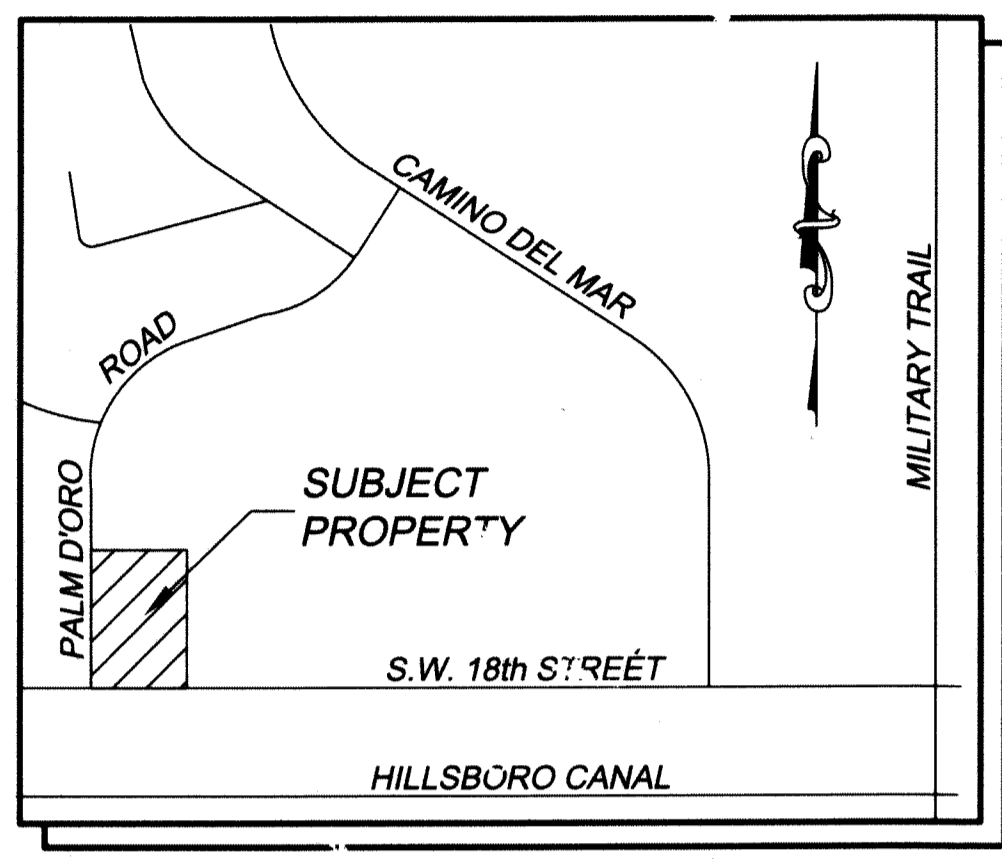 CAMINO DEL MAR
MILITARY TRAIL
ROAD
PALM D'ORO
SUBJECT
PROPERTY
S.W. 18th STREET
HILLSBORO CANAL